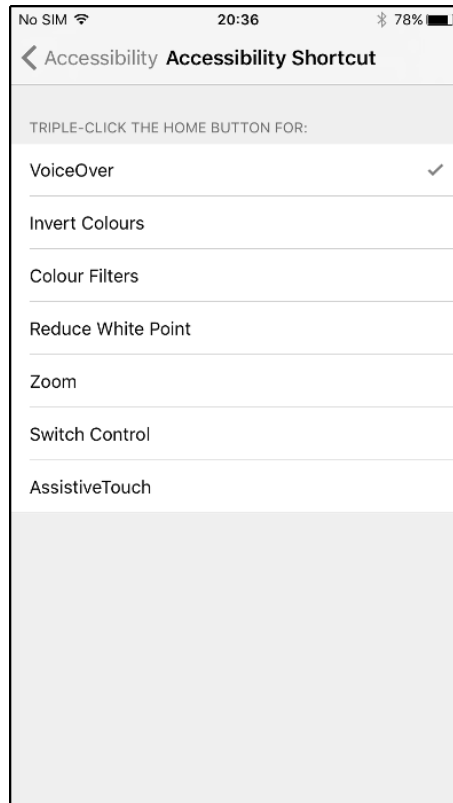 No SIM 20:36 78%
Accessibility Accessibility Shortcut
TRIPLE-CLICK THE HOME BUTTON FOR:
VoiceOver
Invert Colours
Colour Filters
Reduce White Point
Zoom
Switch Control
AssistiveTouch